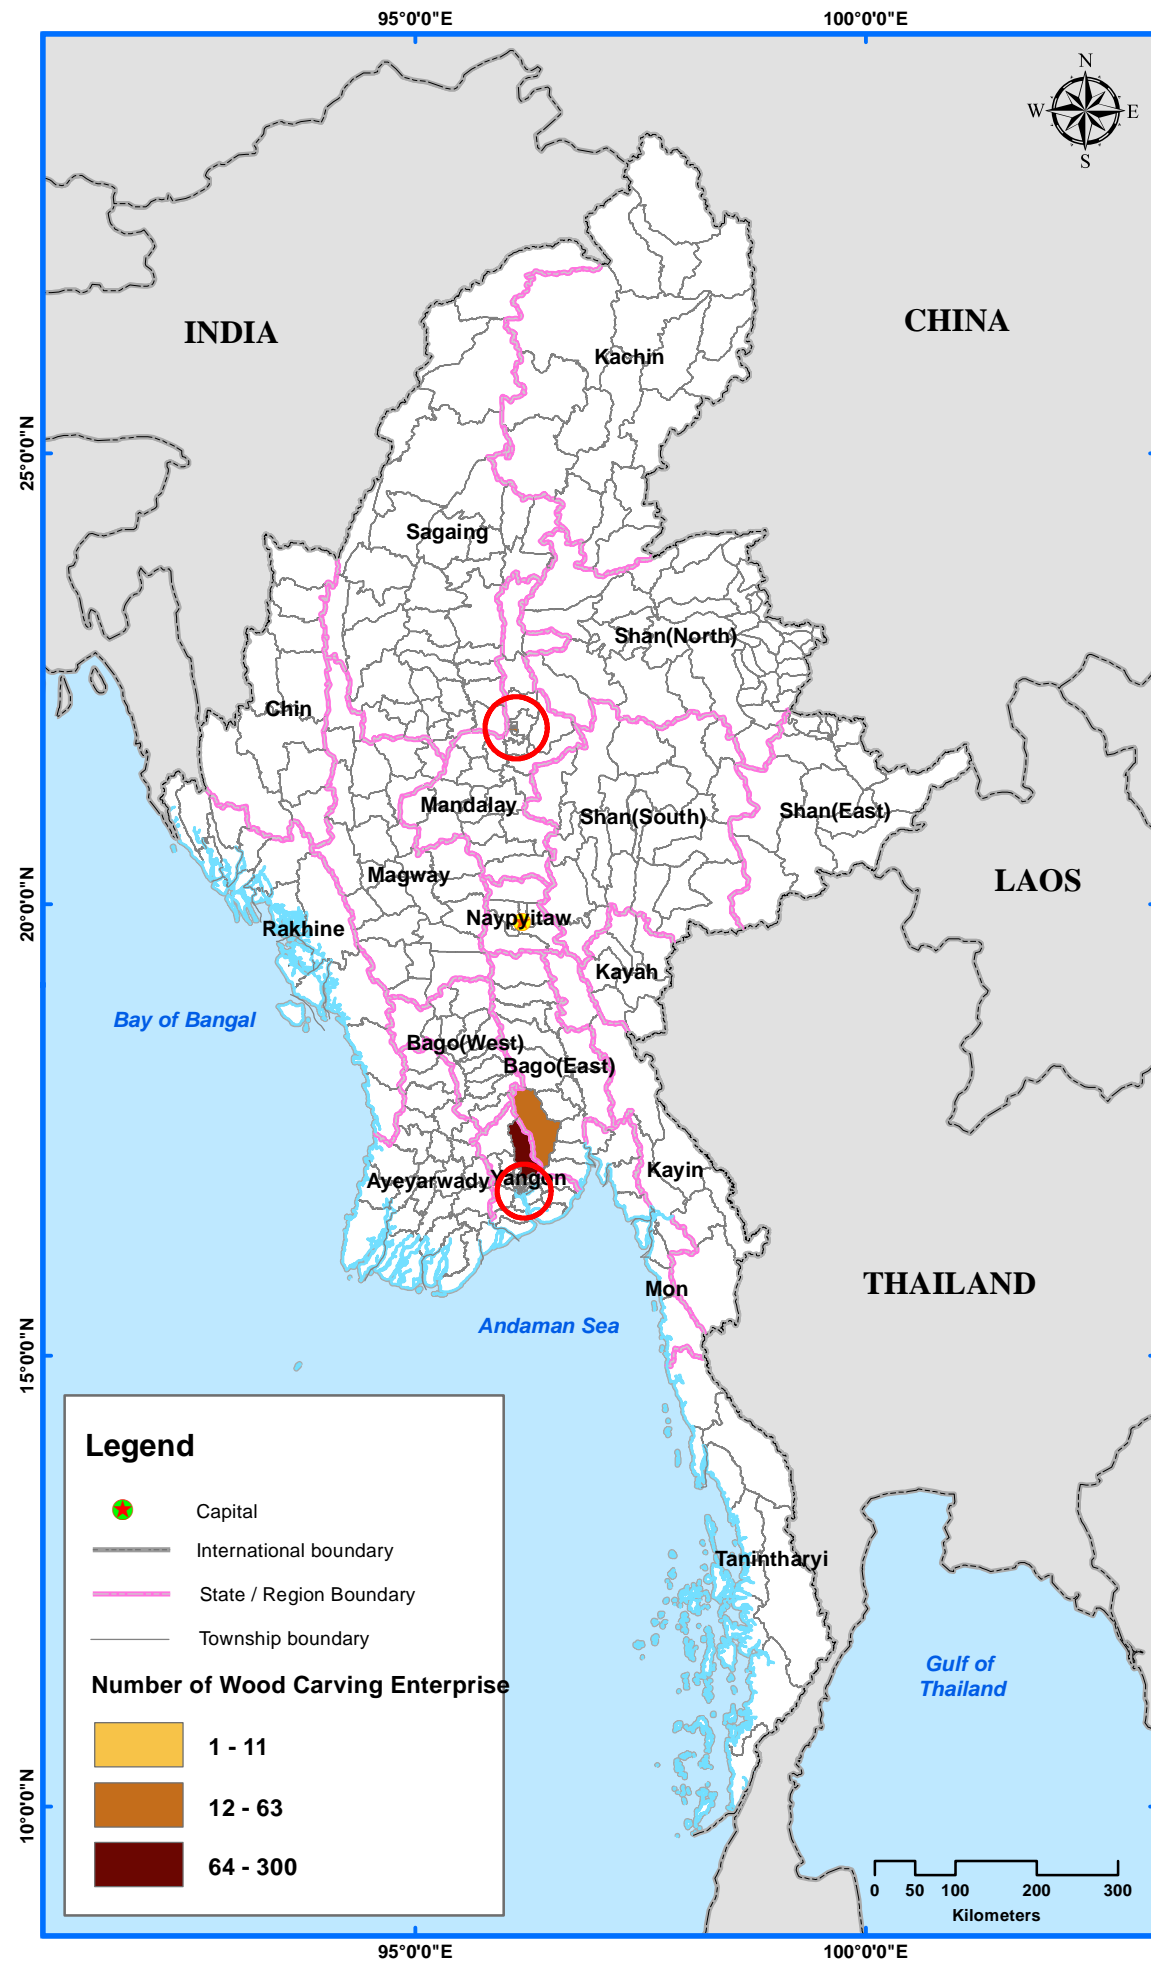 95°0'0"E
100°0'0"E
N
W
E
S
INDIA
CHINA
Kachin
25°0'0"N
Sagaing
Shan(North)
Chin
Mandalay
Shan(South)
Shan(East)
Magway
LAOS
20°0'0"N
Naypyitaw
Rakhine
Kayah
Bay of Bangal
Bago(West)
Bago(East)
Kayin
Ayeyarwady
Yangon
THAILAND
Mon
Andaman Sea
15°0'0"N
Legend
Capital
International boundary
State / Region Boundary
Township boundary
Number of Wood Carving Enterprise
1 - 11
12 - 63
64 - 300
Tanintharyi
Gulf of
Thailand
10°0'0"N
0 50 100 200 300
Kilometers
95°0'0"E
100°0'0"E